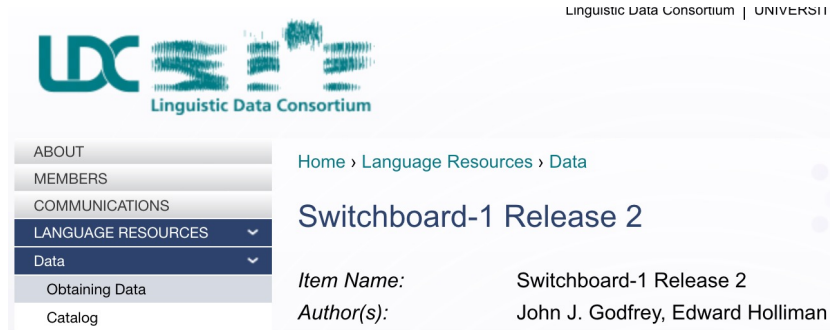 Linguistic Data Consortium | UNIVERSIT
LDC
Linguistic Data Consortium
ABOUT
MEMBERS
COMMUNICATIONS
LANGUAGE RESOURCES
Data
Obtaining Data
Catalog
Home › Language Resources › Data
Switchboard-1 Release 2
Item Name: Switchboard-1 Release 2
Author(s): John J. Godfrey, Edward Holliman